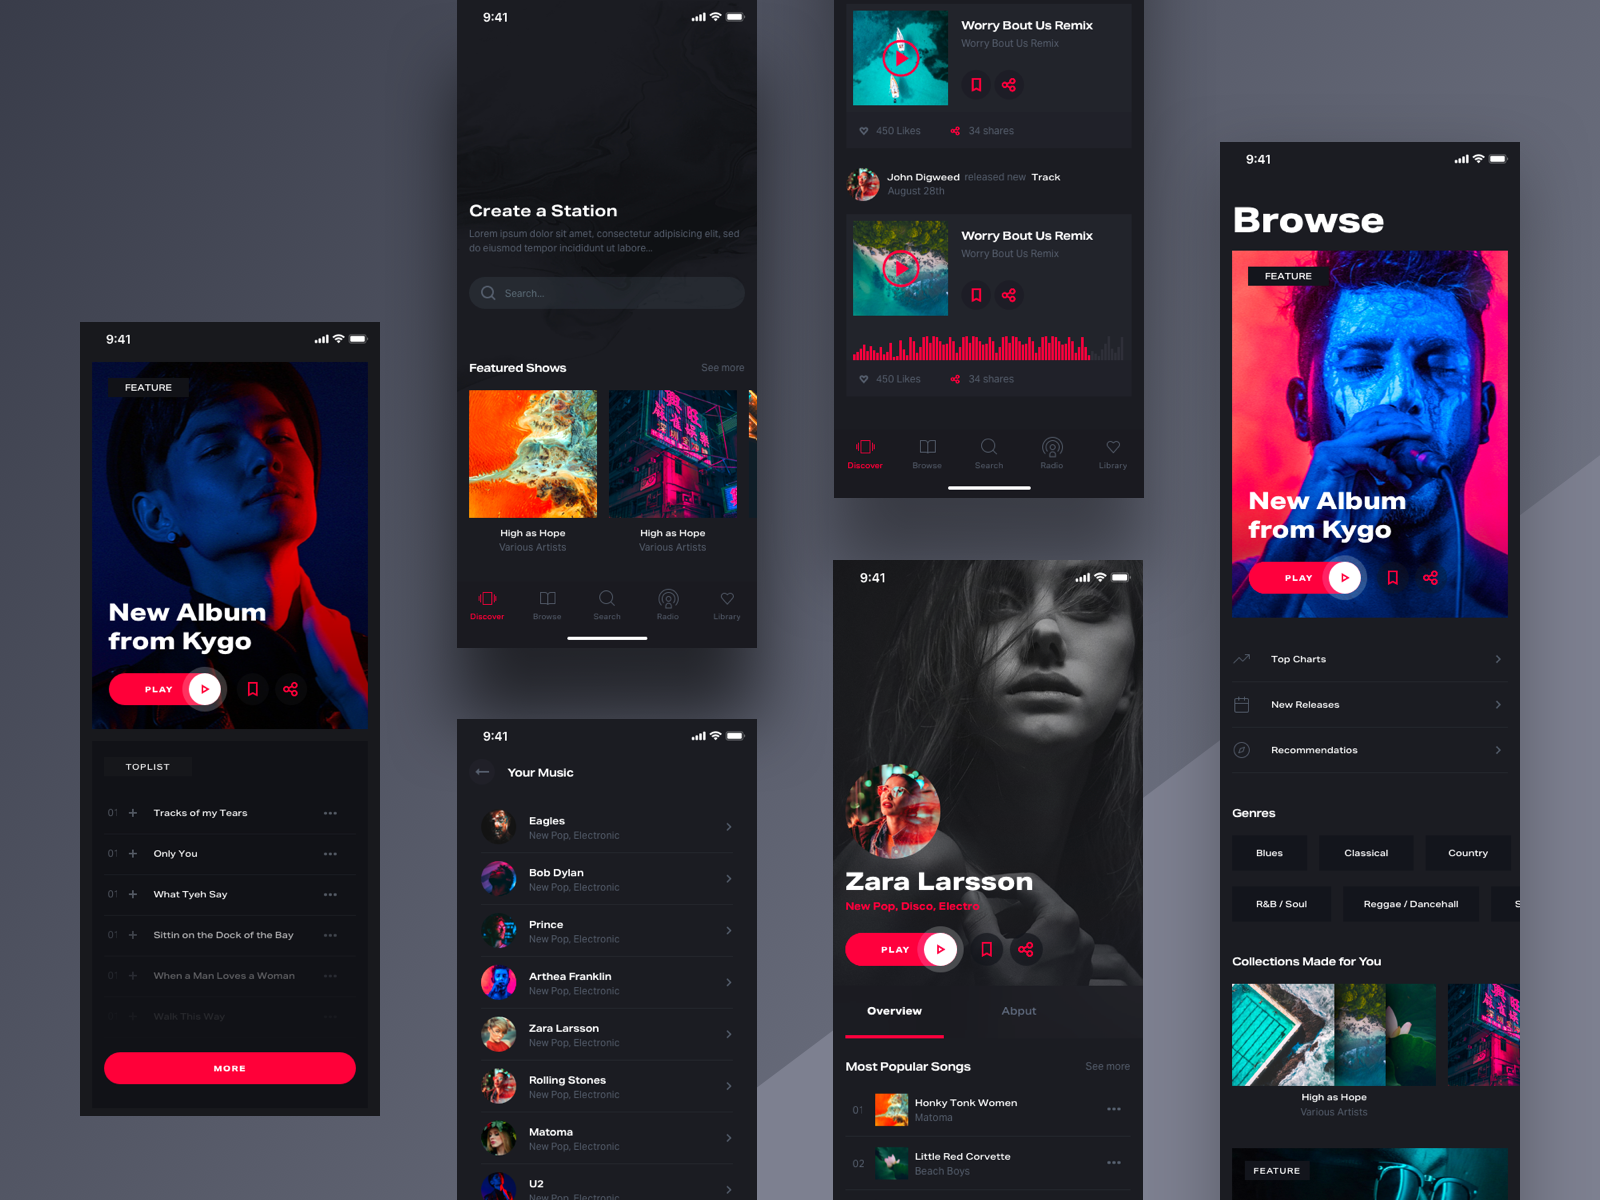 9:41
FEATURE
New Album
from Kygo
PLAY
TOPLIST
01 Tracks of my Tears
01 Only You
01 What Tyeh Say
01 Sittin on the Dock of the Bay
01 When a Man Loves a Woman
Walk This Way
MORE
9:41
Create a Station
Lorem ipsum dolor sit amet, consectetur adipisicing elit, sed
do eiusmod tempor incididunt ut labore...
Search...
Featured Shows
See more
High as Hope
Various Artists
High as Hope
Various Artists
Discover
Browse
Search
Radio
Library
9:41
Your Music
Eagles
New Pop, Electronic
Bob Dylan
New Pop, Electronic
Prince
New Pop, Electronic
Arthea Franklin
New Pop, Electronic
Zara Larsson
New Pop, Electronic
Rolling Stones
New Pop, Electronic
Matoma
New Pop, Electronic
U2
Worry Bout Us Remix
Worry Bout Us Remix
450 Likes
34 shares
John Digweed released new Track
August 28th
Worry Bout Us Remix
Worry Bout Us Remix
450 Likes
34 shares
Discover
Browse
Search
Radio
Library
9:41
Zara Larsson
New Pop, Disco, Electro
PLAY
Overview
Abput
Most Popular Songs
See more
01
Honky Tonk Women
Matoma
02
Little Red Corvette
Beach Boys
9:41
Browse
FEATURE
New Album
from Kygo
PLAY
Top Charts
New Releases
Recommendatios
Genres
Blues
Classical
Country
R&B / Soul
Reggae / Dancehall
S
Collections Made for You
High as Hope
Various Artists
FEATURE